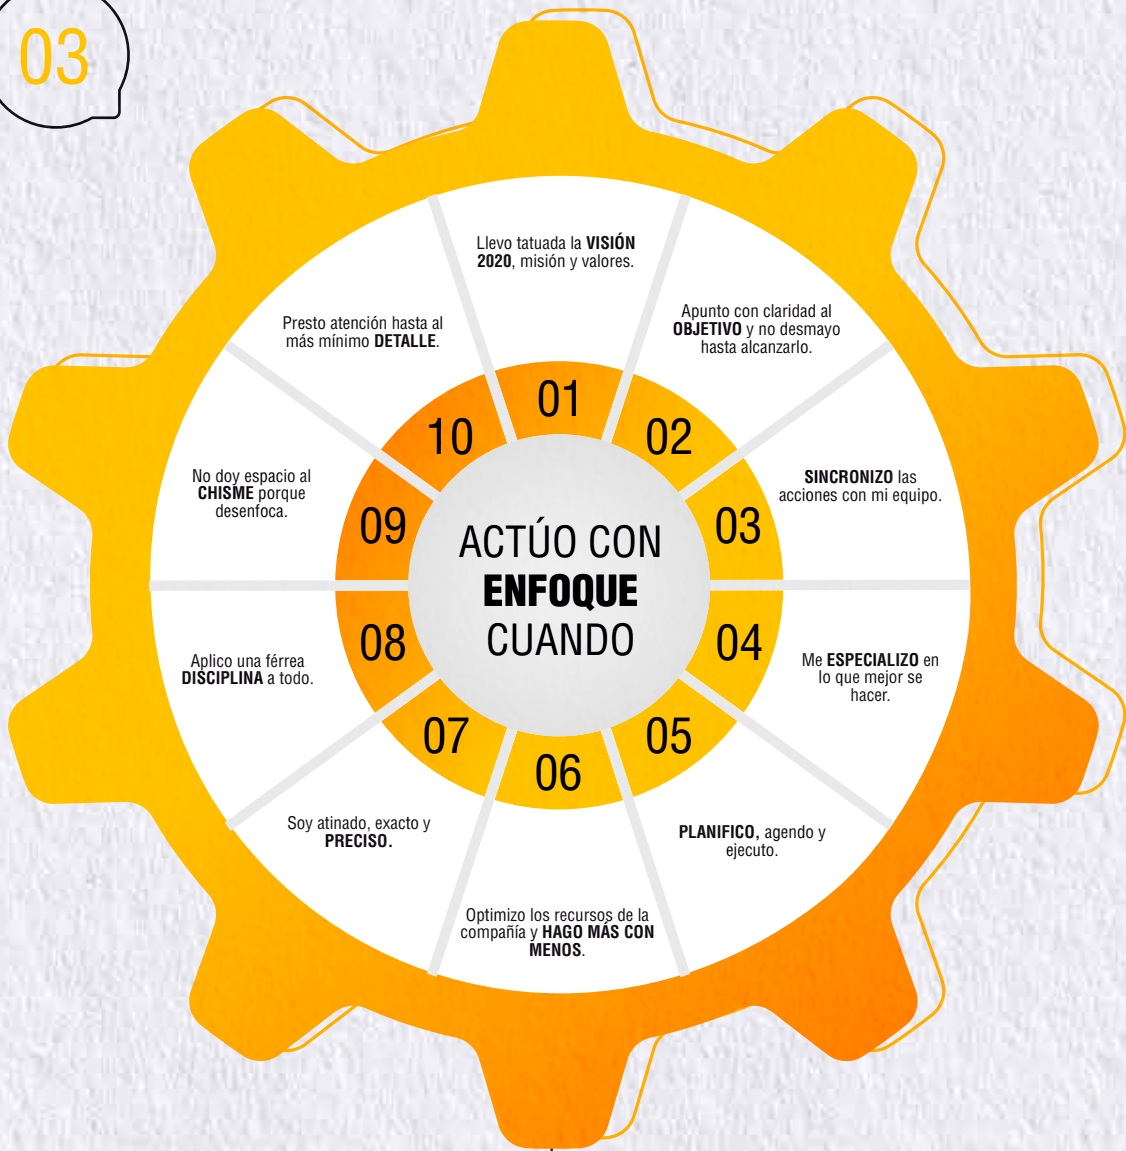 03
ACTÚO CON
ENFOQUE
CUANDO
01
Llevo tatuada la VISIÓN
2020, misión y valores.
02
Apunto con claridad al
OBJETIVO y no desmayo
hasta alcanzarlo.
03
SINCRONIZO las
acciones con mi equipo.
04
Me ESPECIALIZO en
lo que mejor se
hacer.
05
PLANIFICO, agendo y
ejecuto.
06
Optimizo los recursos de la
compañía y HAGO MÁS CON
MENOS.
07
Soy atinado, exacto y
PRECISO.
08
Aplico una férrea
DISCIPLINA a todo.
09
No doy espacio al
CHISME porque
desenfoca.
10
Presto atención hasta al
más mínimo DETALLE.